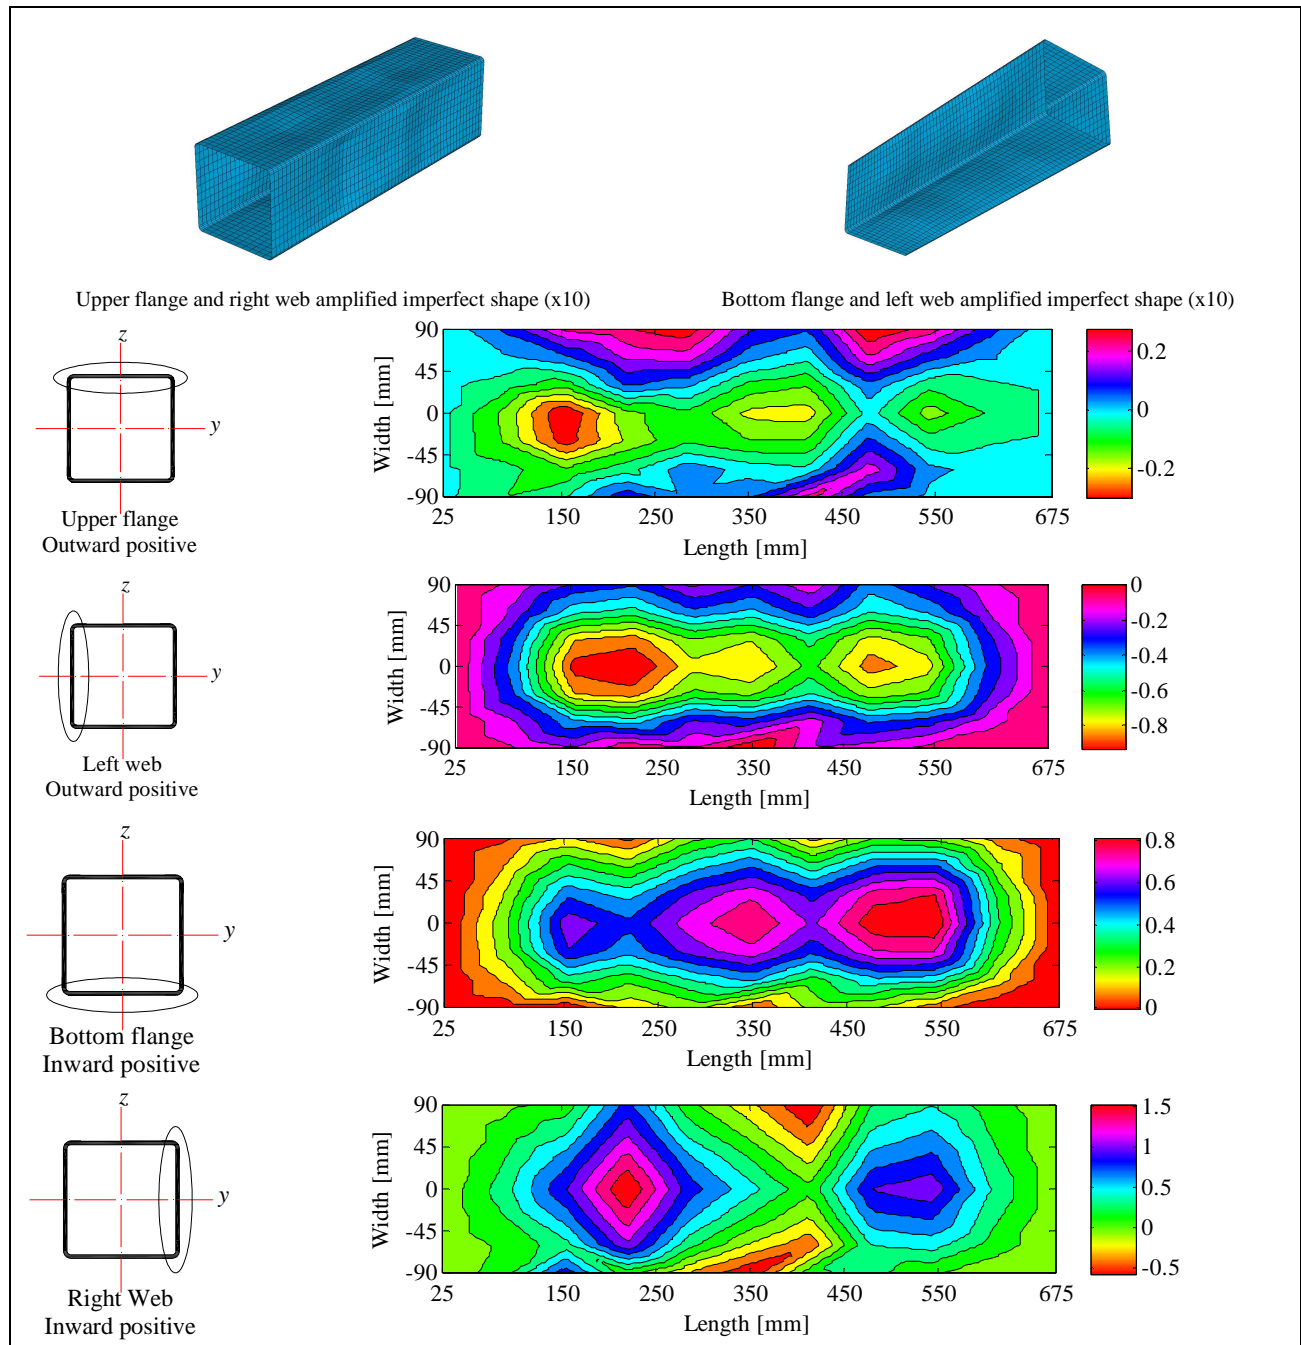 Upper flange and right web amplified imperfect shape (x10)
Bottom flange and left web amplified imperfect shape (x10)
z
y
Upper flange
Outward positive
90
45
0
-45
-90
Width [mm]
25 150 250 350 450 550 675
Length [mm]
0.2
0
-0.2
z
y
Left web
Outward positive
90
45
0
-45
-90
Width [mm]
25 150 250 350 450 550 675
Length [mm]
0
-0.2
-0.4
-0.6
-0.8
z
y
Bottom flange
Inward positive
90
45
0
-45
-90
Width [mm]
25 150 250 350 450 550 675
Length [mm]
0.8
0.6
0.4
0.2
0
z
y
Right Web
Inward positive
90
45
0
-45
-90
Width [mm]
25 150 250 350 450 550 675
Length [mm]
1.5
1
0.5
0
-0.5